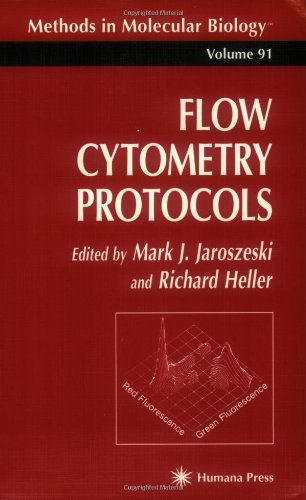 Methods in Molecular Biology™
Volume 91
FLOW
CYTOMETRY
PROTOCOLS
Edited by Mark J. Jaroszeski
and Richard Heller
Red Fluorescence
Green Fluorescence
Humana Press